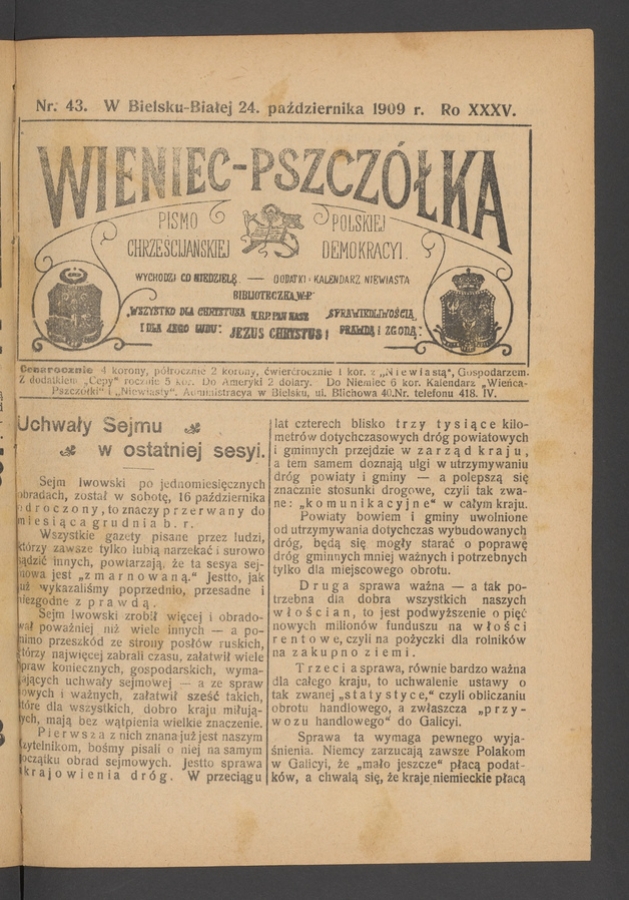 Nr. 43. W Bielsku-Białej 24. października 1909 r. Ro XXXV.
WIENIEC-PSZCZÓŁKA
PISMO POLSKIEJ
CHRZEŚCIJAŃSKIEJ DEMOKRACYI.
WYCHODZI CO NIEDZIELĘ. — DODATKI: KALENDARZ NIEWIASTA
BIBLIOTECZKA W.P.
„WSZYSTKO DLA CHRYSTUSA N.K.P. PAN NASZ „SPRAWIEDLIWOŚCIĄ,
I DLA JEGO LUDU“. JEZUS CHRISTUS! PRAWDĄ I ZGODĄ“.
Cena rocznie 4 korony, półrocznie 2 korony, ćwierćrocznie 1 kor. z „Niewiastą“, Gospodarzem.
Z dodatkiem „Cepy“ rocznie 5 kor. Do Ameryki 2 dolary. Do Niemiec 6 kor. Kalendarz „Wieńca-
Pszczółki“ i „Niewiasty“. Administracya w Bielsku, ul. Blichowa 40. Nr. telefonu 418. IV.
Uchwały Sejmu
w ostatniej sesyi.
Sejm lwowski po jednomiesięcznych
obradach, został w sobotę, 16 października
odroczony, to znaczy przerwany do
miesiąca grudnia b. r.
Wszystkie gazety pisane przez ludzi,
którzy zawsze tylko lubią narzekać i surowo
sądzić innych, powtarzają, że ta sesya sej-
mowa jest „zmarnowaną.“ Jestto, jak
już wykazaliśmy poprzednio, przesadne i
niezgodne z prawdą.
Sejm lwowski zrobił więcej i obrado-
wał poważniej niż wiele innych — a po-
mimo przeszkód ze strony posłów ruskich,
którzy najwięcej zabrali czasu, załatwił wiele
spraw koniecznych, gospodarskich, wyma-
gających uchwały sejmowej — a ze spraw
nowych i ważnych, załatwił sześć takich,
które dla wszystkich, dobro kraju miłują-
cych, mają bez wątpienia wielkie znaczenie.
Pierwsza z nich znana już jest naszym
czytelnikom, bośmy pisali o niej na samym
początku obrad sejmowych. Jestto sprawa
ukrajowienia dróg. W przeciągu
lat czterech blisko trzy tysiące kilo-
metrów dotychczasowych dróg powiatowych
i gminnych przejdzie w zarząd kraju,
a tem samem doznają ulgi w utrzymywaniu
dróg powiaty i gminy — a polepszą się
znacznie stosunki drogowe, czyli tak zwa-
ne: „komunikacyjne“ w całym kraju.
Powiaty bowiem i gminy uwolnione
od utrzymywania dotychczas wybudowanych
dróg, będą się mogły starać o poprawę
dróg gminnych mniej ważnych i potrzebnych
tylko dla miejscowego obrotu.
Druga sprawa ważna — a tak po-
trzebna dla dobra wszystkich naszych
włościan, to jest podwyższenie o pięć
nowych milionów funduszu na włości
rentowe, czyli na pożyczki dla rolników
na zakupno ziemi.
Trzecia sprawa, równie bardzo ważna
dla całego kraju, to uchwalenie ustawy o
tak zwanej „statystyce,“ czyli obliczaniu
obrotu handlowego, a zwłaszcza „przy-
wozu handlowego“ do Galicyi.
Sprawa ta wymaga pewnego wyja-
śnienia. Niemcy zarzucają zawsze Polakom
w Galicyi, że „mało jeszcze“ płacą podat-
ków, a chwalą się, że kraje niemieckie płacą